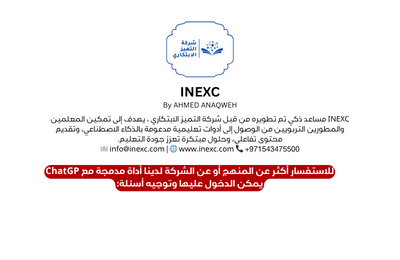 شركة
التميز
الابتكاري
INEXC
By AHMED ANAQWEH
INEXC مساعد ذكي تم تطويره من قبل شركة التميز الابتكاري ، يهدف إلى تمكين المعلمين
والمطورين التربويين من الوصول إلى أدوات تعليمية مدعومة بالذكاء الاصطناعي، وتقديم
محتوى تفاعلي، وحلول مبتكرة تعزز جودة التعليم.
info@inexc.com | www.inexc.com +971543475500
للاستفسار أكثر عن المنهج أو عن الشركة لدينا أداة مدمجة مع ChatGP
يمكن الدخول عليها وتوجيه أسئلة: